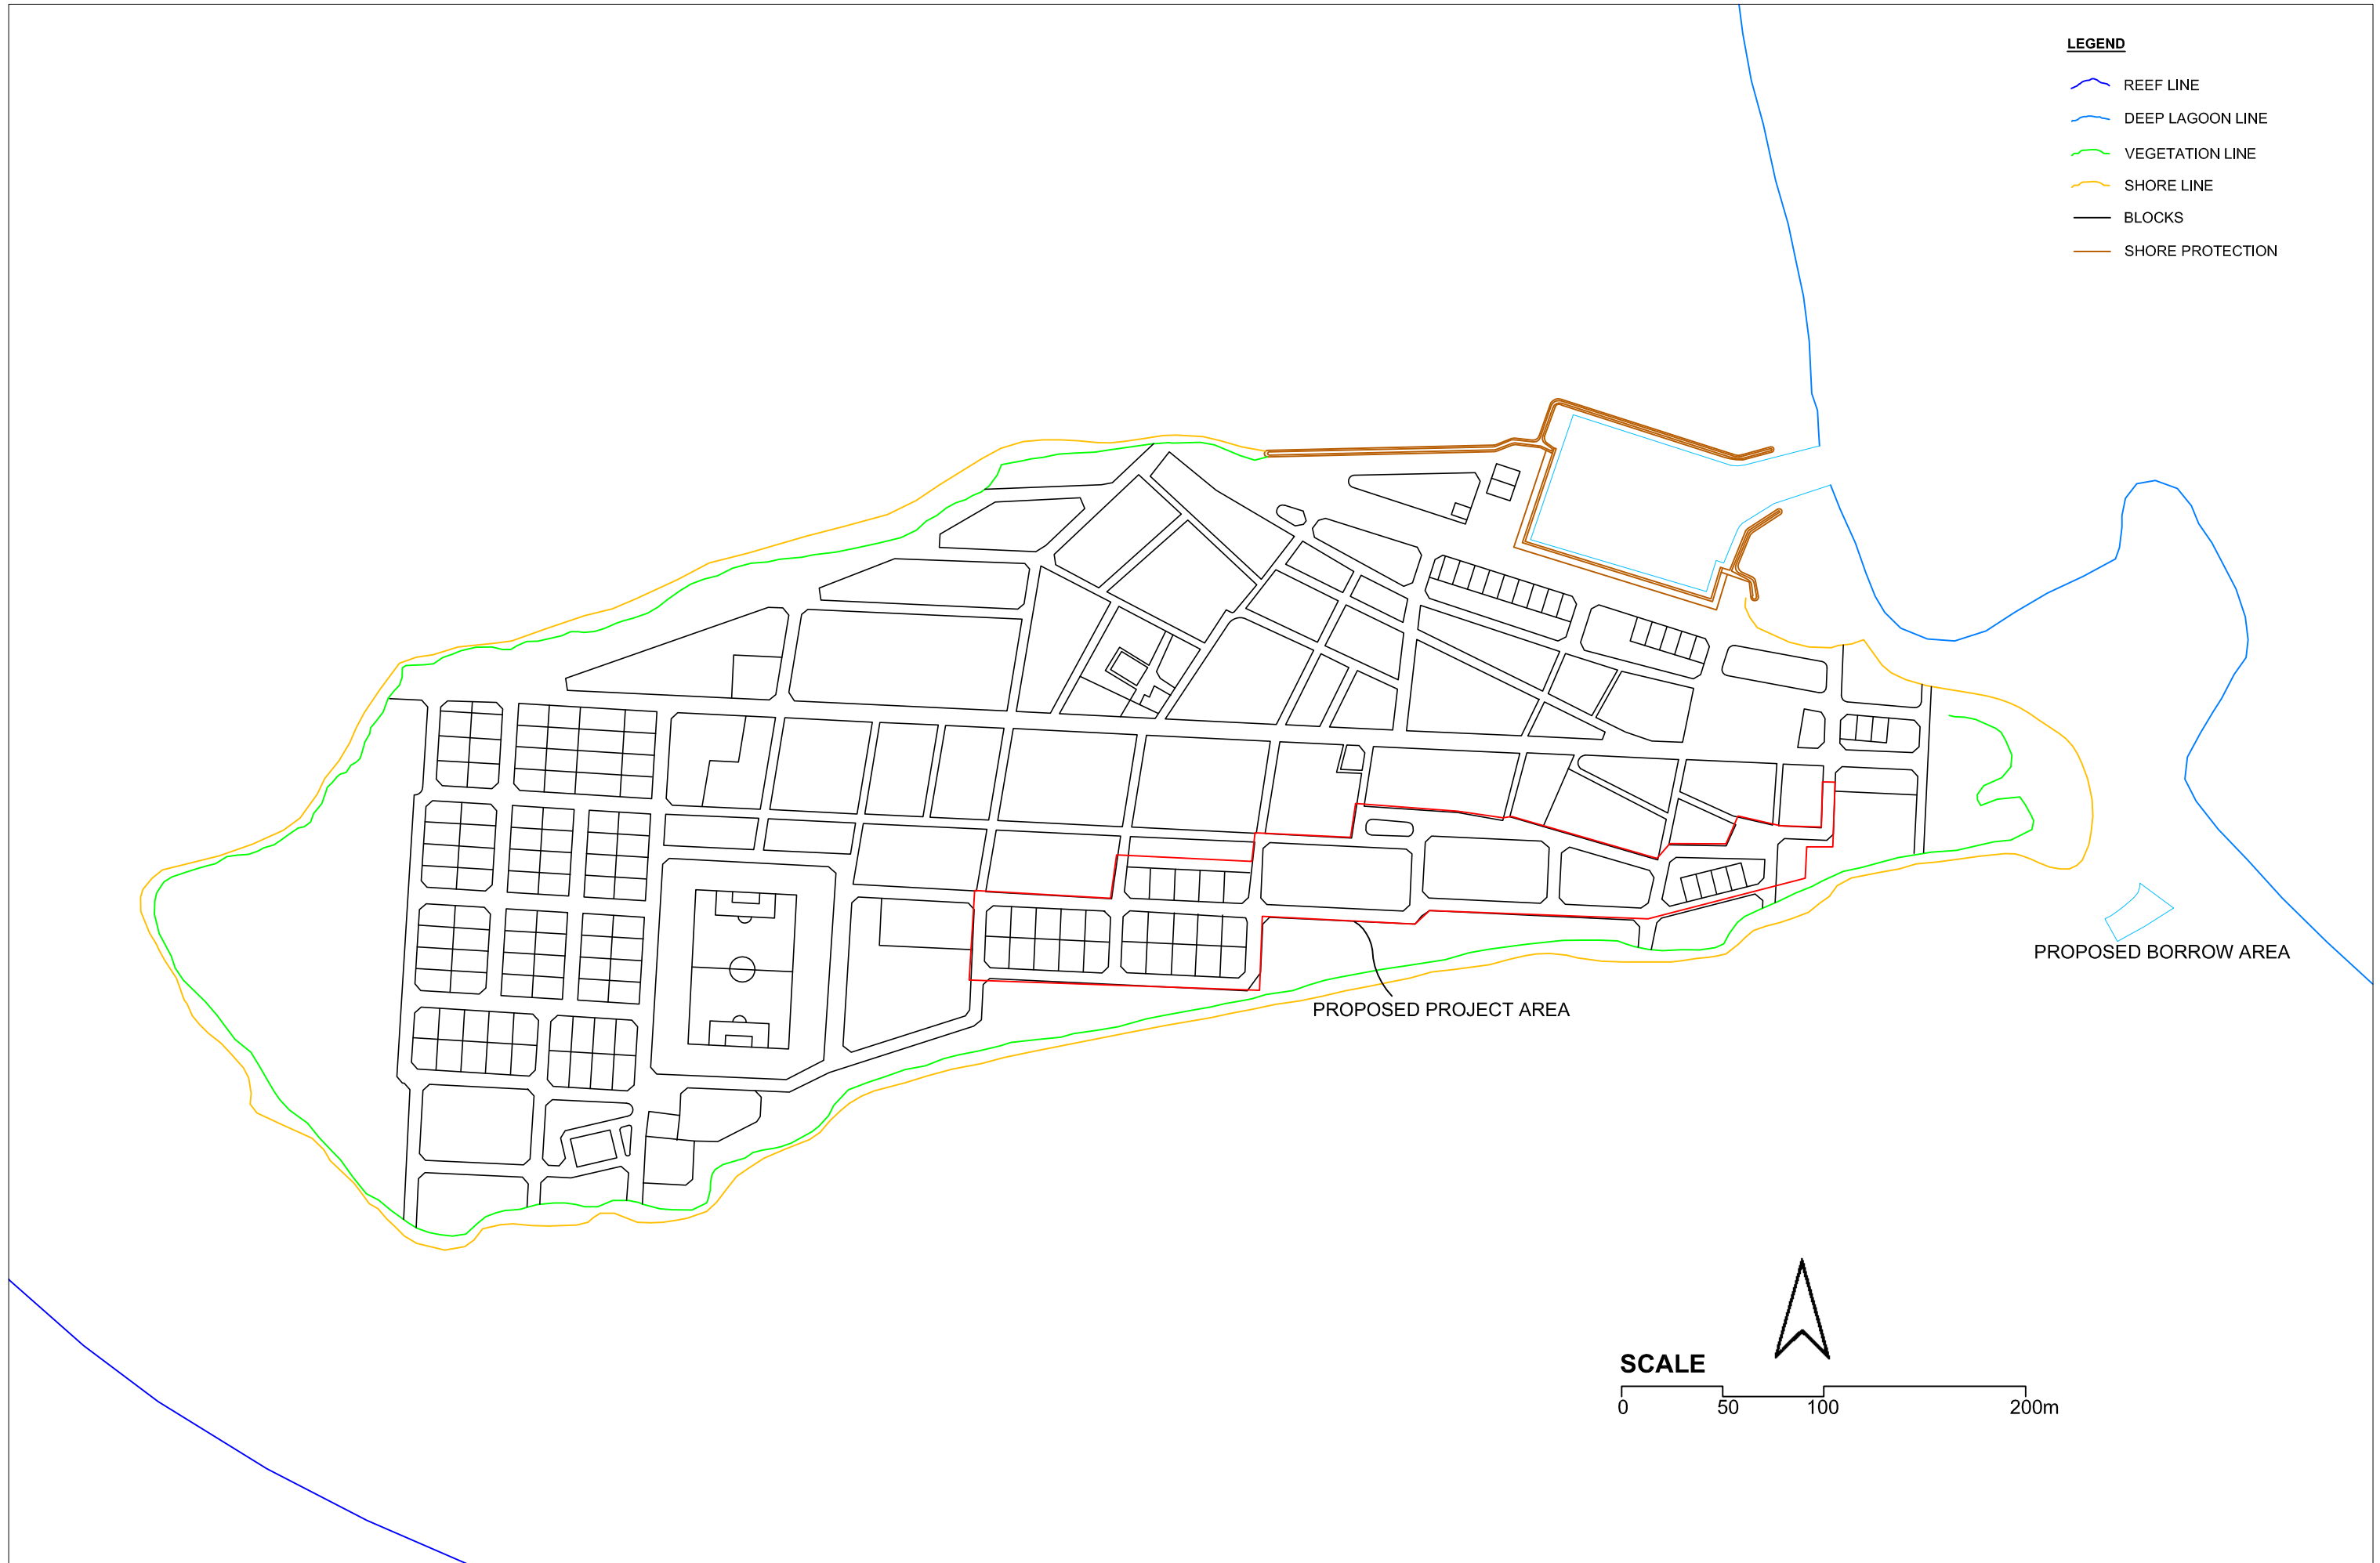 LEGEND
REEF LINE
DEEP LAGOON LINE
VEGETATION LINE
SHORE LINE
BLOCKS
SHORE PROTECTION
PROPOSED BORROW AREA
PROPOSED PROJECT AREA
SCALE
0 50 100 200m